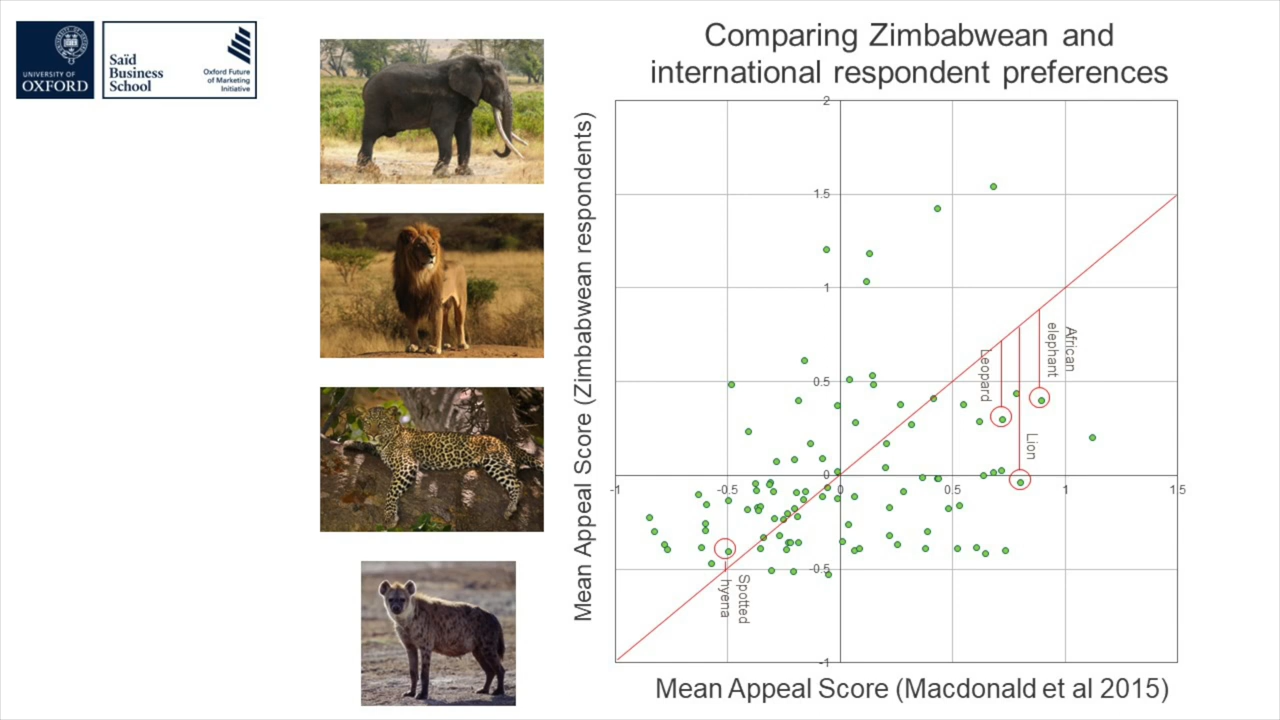 UNIVERSITY OF
OXFORD
Saïd
Business
School
Oxford Future
of Marketing
Initiative
Comparing Zimbabwean and
international respondent preferences
Mean Appeal Score (Zimbabwean respondents)
2
1.5
1
0.5
0
-0.5
-1
-1
-0.5
0
0.5
1
1.5
African
elephant
Leopard
Lion
Spotted
hyena
Mean Appeal Score (Macdonald et al 2015)